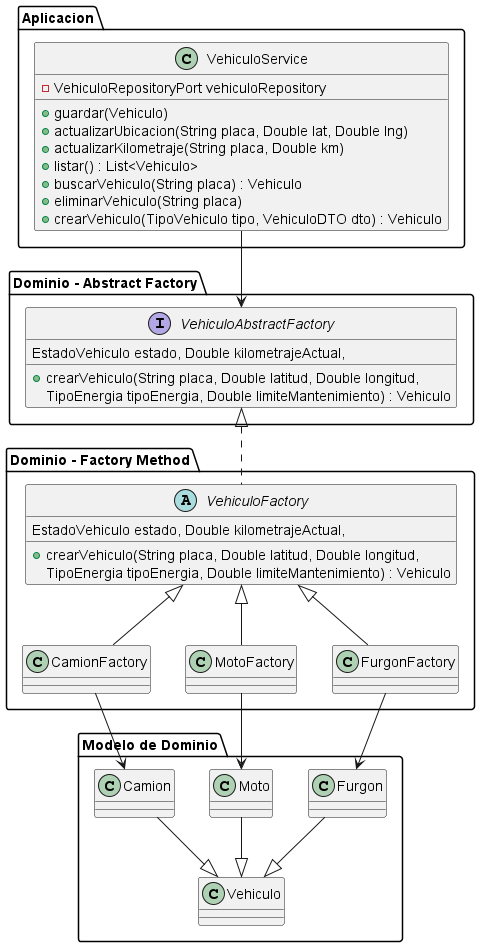 Aplicacion
C VehiculoService
VehiculoRepositoryPort vehiculoRepository
guardar(Vehiculo)
actualizarUbicacion(String placa, Double lat, Double lng)
actualizarKilometraje(String placa, Double km)
listar() : List<Vehiculo>
buscarVehiculo(String placa) : Vehiculo
eliminarVehiculo(String placa)
crearVehiculo(TipoVehiculo tipo, VehiculoDTO dto) : Vehiculo
Dominio - Abstract Factory
I VehiculoAbstractFactory
EstadoVehiculo estado, Double kilometrajeActual,
crearVehiculo(String placa, Double latitud, Double longitud,
TipoEnergia tipoEnergia, Double limiteMantenimiento) : Vehiculo
Dominio - Factory Method
A VehiculoFactory
EstadoVehiculo estado, Double kilometrajeActual,
crearVehiculo(String placa, Double latitud, Double longitud,
TipoEnergia tipoEnergia, Double limiteMantenimiento) : Vehiculo
C CamionFactory
C MotoFactory
C FurgonFactory
Modelo de Dominio
C Camion
C Moto
C Furgon
C Vehiculo